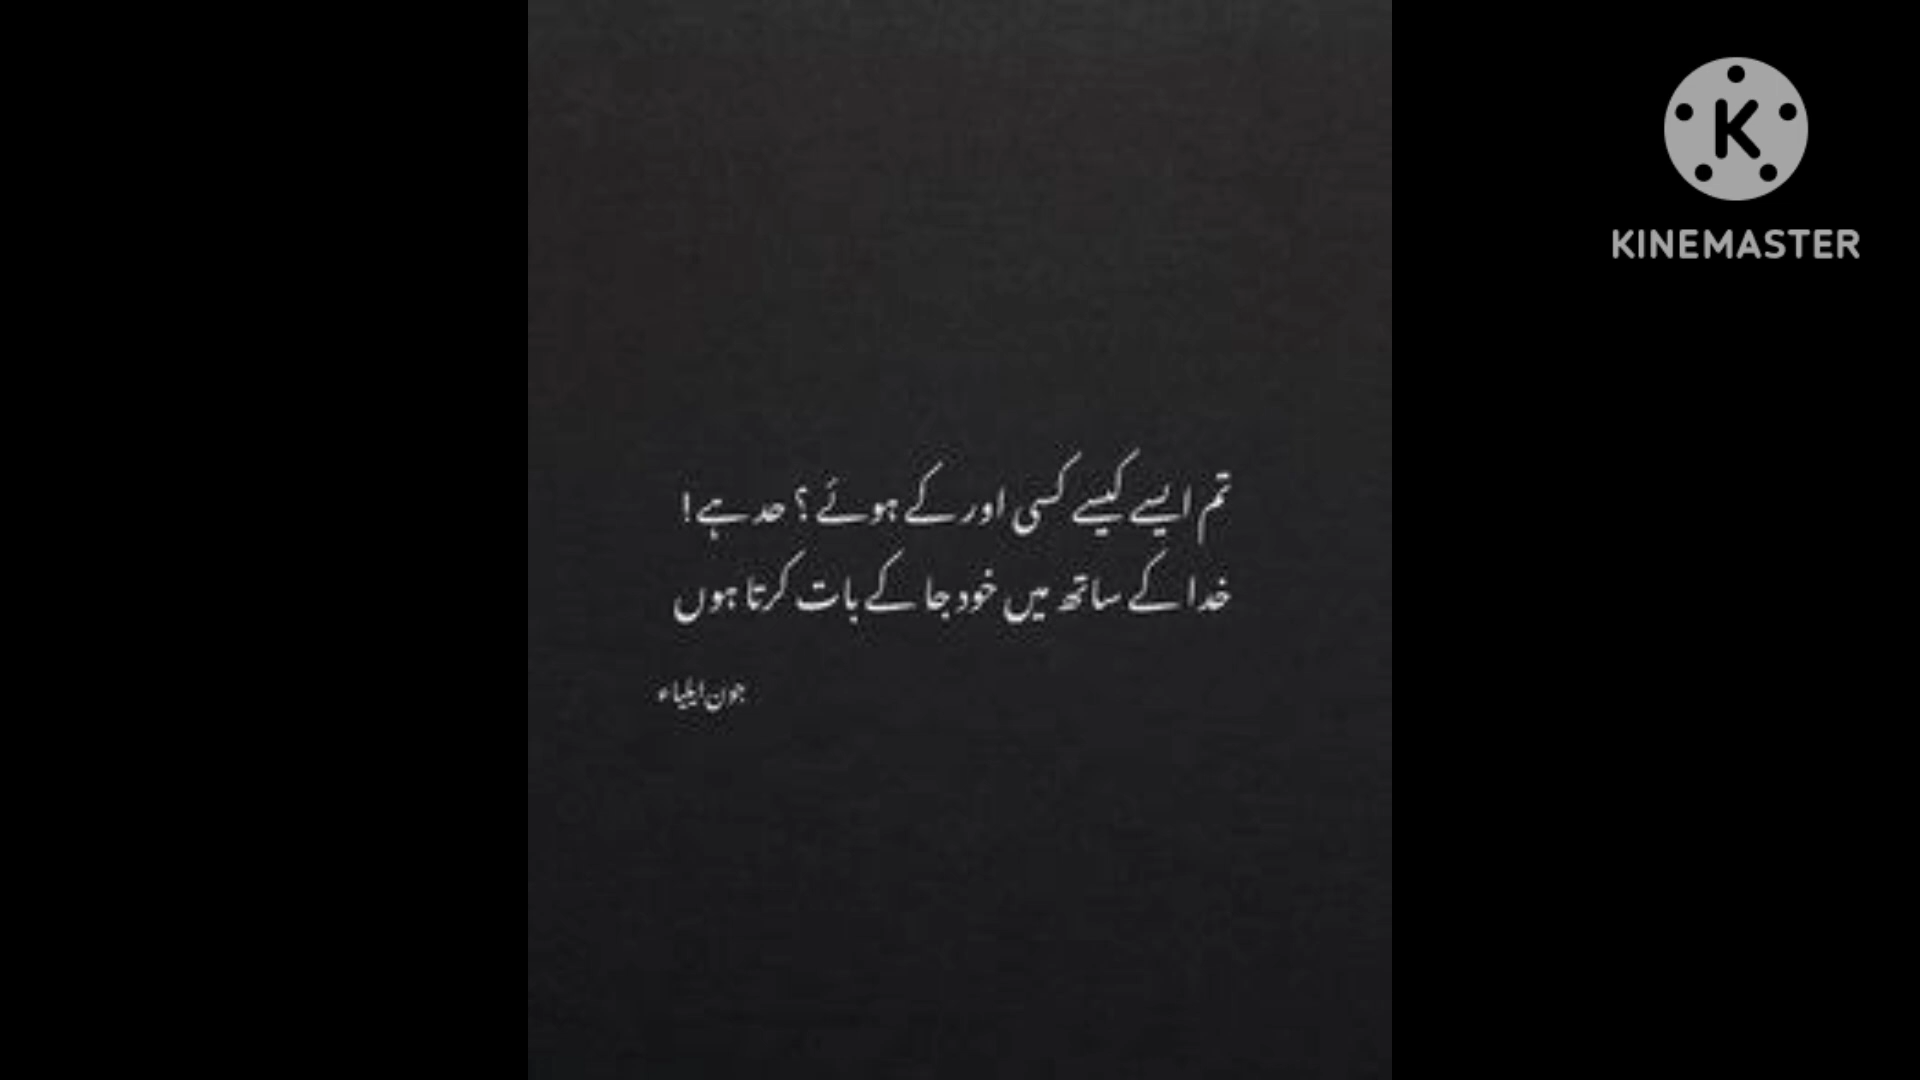 تم ایسے کیسے کسی اور کے ہوئے؟ حد ہے!
خدا کے ساتھ میں خود جا کے بات کرتا ہوں
جون ایلیاء
K
KINEMASTER